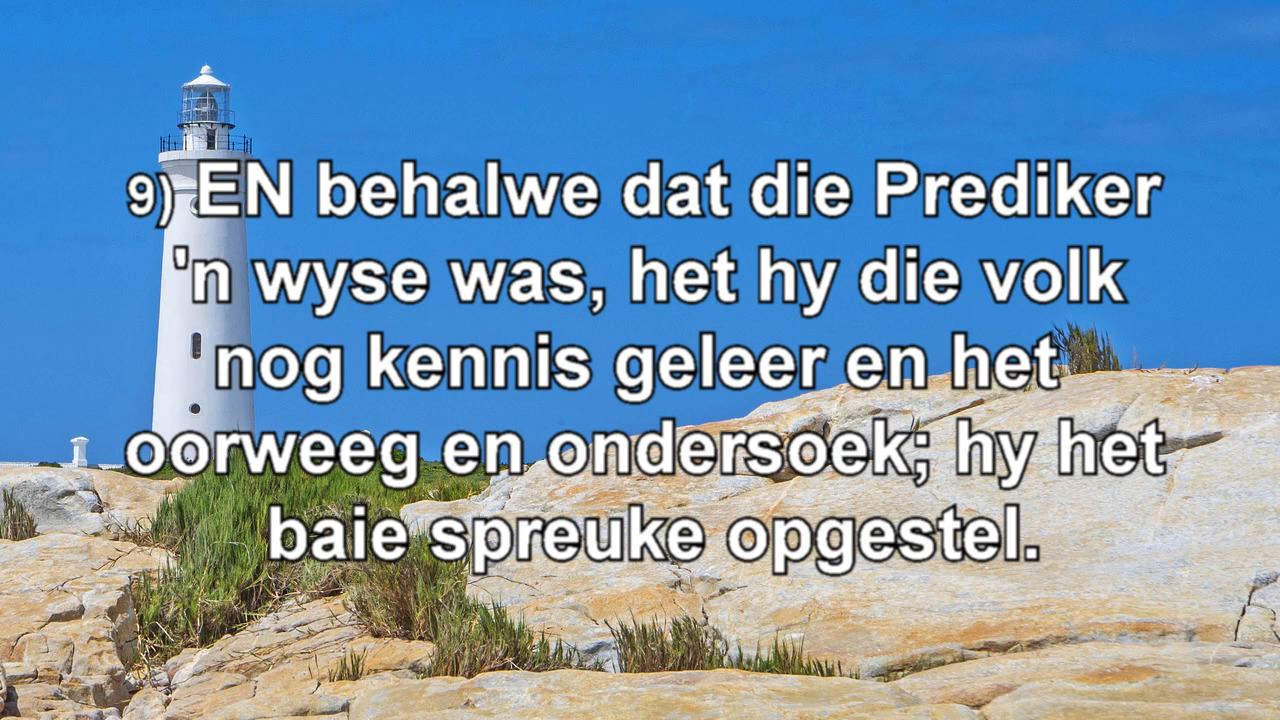 9) EN behalwe dat die Prediker
'n wyse was, het hy die volk
nog kennis geleer en het
oorweeg en ondersoek; hy het
baie spreuke opgestel.